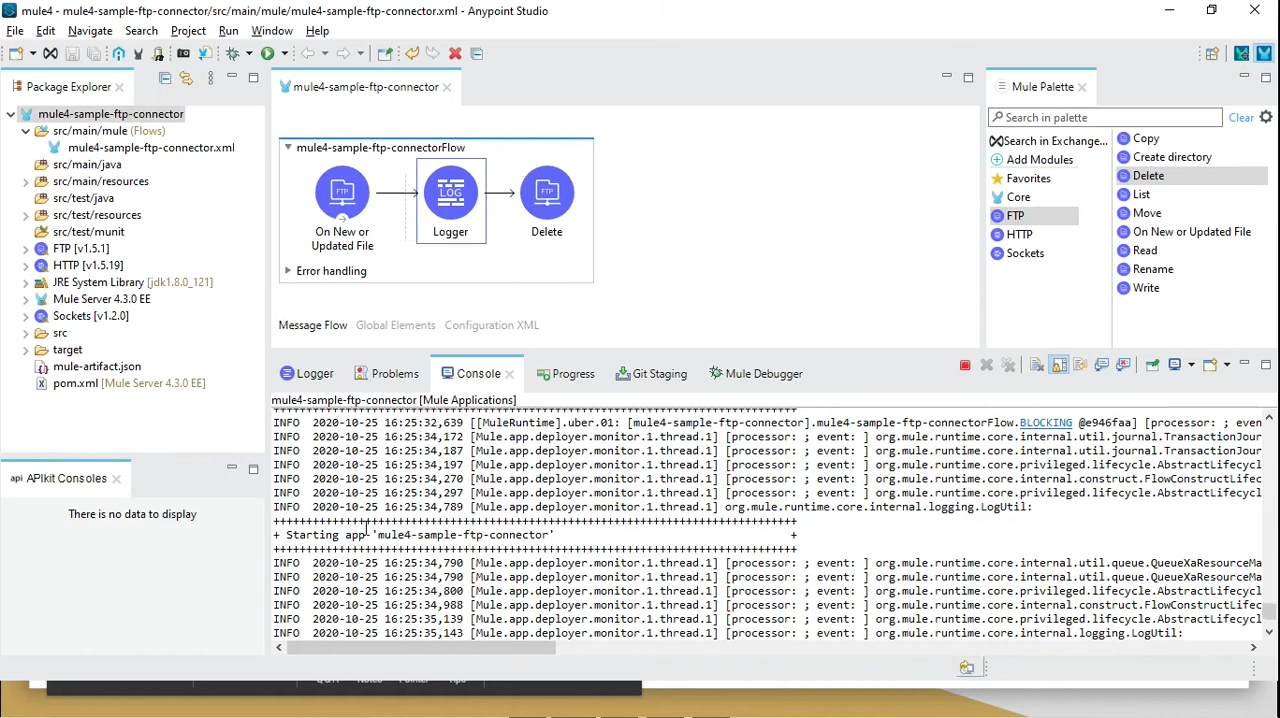 mule4 - mule4-sample-ftp-connector/src/main/mule/mule4-sample-ftp-connector.xml - Anypoint Studio
File Edit Navigate Search Project Run Window Help
Package Explorer
mule4-sample-ftp-connector
src/main/mule (Flows)
mule4-sample-ftp-connector.xml
src/main/java
src/main/resources
src/test/java
src/test/resources
src/test/munit
FTP [v1.5.1]
HTTP [v1.5.19]
JRE System Library [jdk1.8.0_121]
Mule Server 4.3.0 EE
Sockets [v1.2.0]
src
target
mule-artifact.json
pom.xml [Mule Server 4.3.0 EE]
api APIkit Consoles
There is no data to display
mule4-sample-ftp-connector
mule4-sample-ftp-connectorFlow
FTP
LOG
FTP
On New or
Updated File
Logger
Delete
Error handling
Message Flow Global Elements Configuration XML
Mule Palette
Search in palette
Clear
Search in Exchange...
Add Modules
Favorites
Core
FTP
HTTP
Sockets
Copy
Create directory
Delete
List
Move
On New or Updated File
Read
Rename
Write
Logger Problems Console Progress Git Staging Mule Debugger
mule4-sample-ftp-connector [Mule Applications]
INFO 2020-10-25 16:25:32,639 [[MuleRuntime].uber.01: [mule4-sample-ftp-connector].mule4-sample-ftp-connectorFlow.BLOCKING @e946faa] [processor: ; even
INFO 2020-10-25 16:25:34,172 [Mule.app.deployer.monitor.1.thread.1] [processor: ; event: ] org.mule.runtime.core.internal.util.journal.TransactionJour
INFO 2020-10-25 16:25:34,187 [Mule.app.deployer.monitor.1.thread.1] [processor: ; event: ] org.mule.runtime.core.internal.util.journal.TransactionJour
INFO 2020-10-25 16:25:34,197 [Mule.app.deployer.monitor.1.thread.1] [processor: ; event: ] org.mule.runtime.core.privileged.lifecycle.AbstractLifecycl
INFO 2020-10-25 16:25:34,270 [Mule.app.deployer.monitor.1.thread.1] [processor: ; event: ] org.mule.runtime.core.internal.construct.FlowConstructLifec
INFO 2020-10-25 16:25:34,297 [Mule.app.deployer.monitor.1.thread.1] [processor: ; event: ] org.mule.runtime.core.privileged.lifecycle.AbstractLifecycl
INFO 2020-10-25 16:25:34,789 [Mule.app.deployer.monitor.1.thread.1] org.mule.runtime.core.internal.logging.LogUtil:
++++++++++++++++++++++++++++++++++++++++++++++++++++++++++++++++++++++++++++++++
+ Starting app 'mule4-sample-ftp-connector' +
++++++++++++++++++++++++++++++++++++++++++++++++++++++++++++++++++++++++++++++++
INFO 2020-10-25 16:25:34,790 [Mule.app.deployer.monitor.1.thread.1] [processor: ; event: ] org.mule.runtime.core.internal.util.queue.QueueXaResourceMa
INFO 2020-10-25 16:25:34,790 [Mule.app.deployer.monitor.1.thread.1] [processor: ; event: ] org.mule.runtime.core.internal.util.queue.QueueXaResourceMa
INFO 2020-10-25 16:25:34,800 [Mule.app.deployer.monitor.1.thread.1] [processor: ; event: ] org.mule.runtime.core.privileged.lifecycle.AbstractLifecycl
INFO 2020-10-25 16:25:34,988 [Mule.app.deployer.monitor.1.thread.1] [processor: ; event: ] org.mule.runtime.core.internal.construct.FlowConstructLifec
INFO 2020-10-25 16:25:35,139 [Mule.app.deployer.monitor.1.thread.1] [processor: ; event: ] org.mule.runtime.core.privileged.lifecycle.AbstractLifecycl
INFO 2020-10-25 16:25:35,143 [Mule.app.deployer.monitor.1.thread.1] [processor: ; event: ] org.mule.runtime.core.internal.logging.LogUtil: